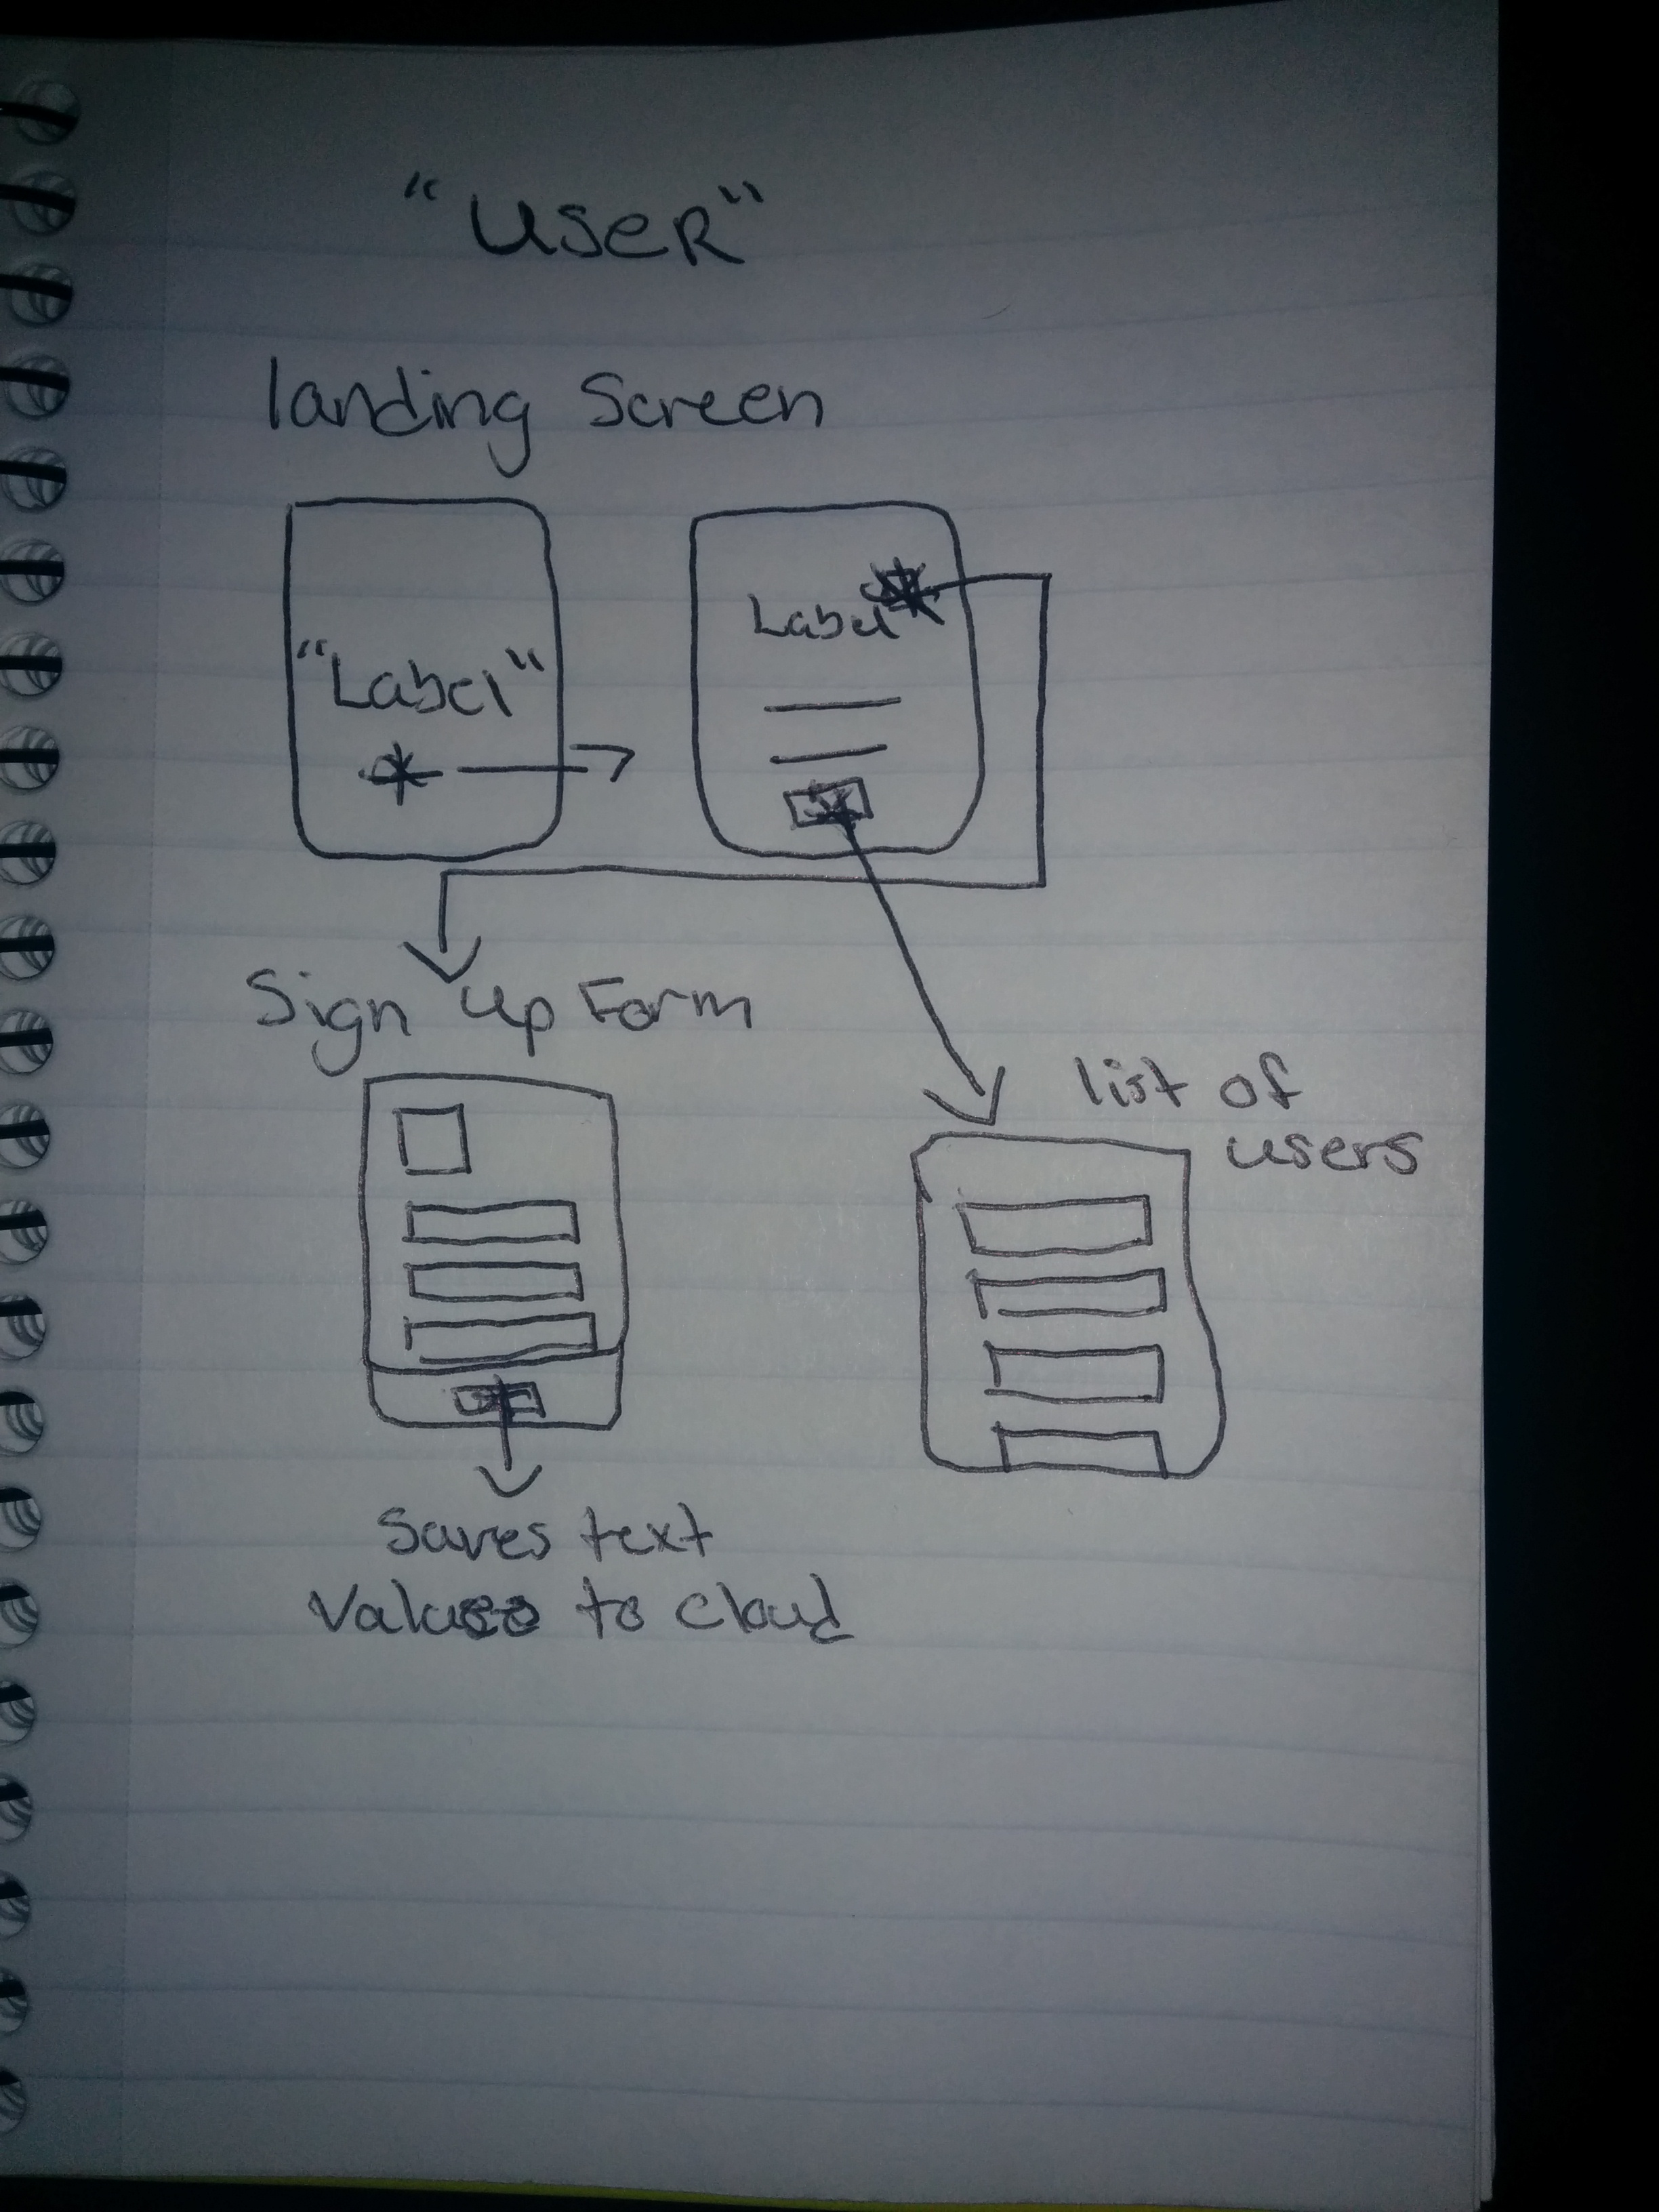 "USER"
landing Screen
"Label"
Label
Sign Up Form
list of
users
Saves text
Values to cloud